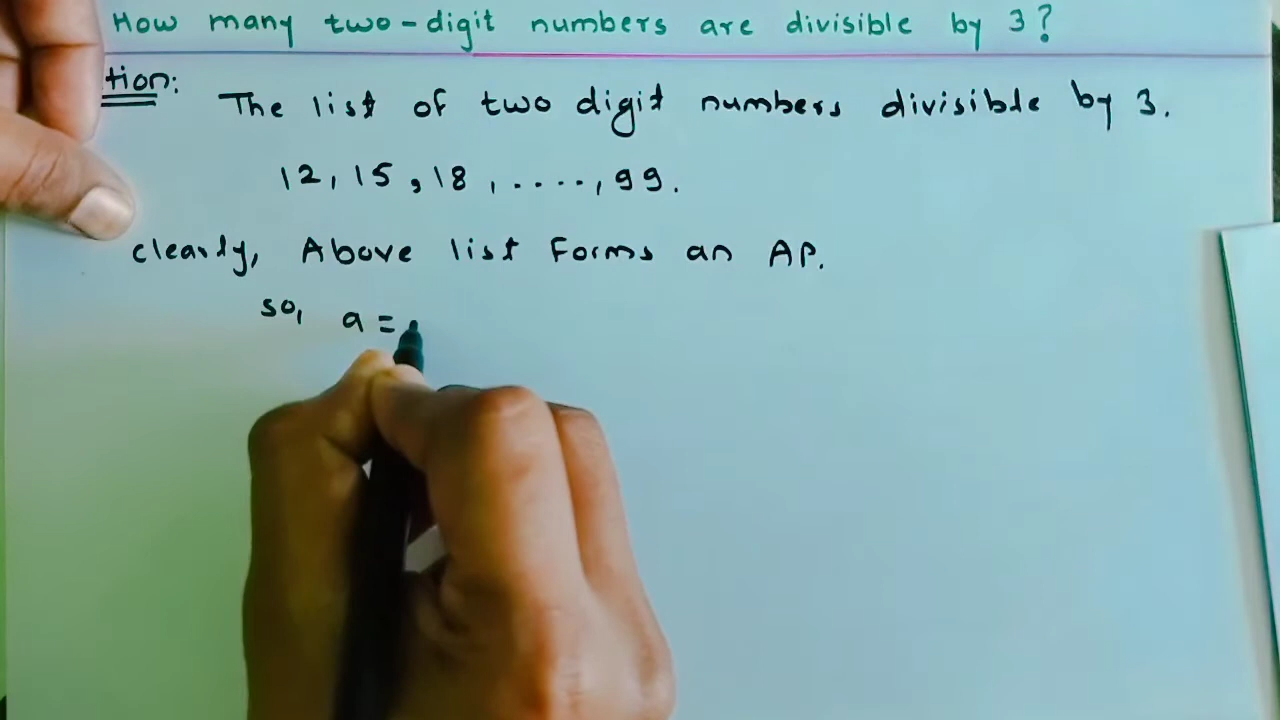 How many two-digit numbers are divisible by 3?
tion:
The list of two digit numbers divisible by 3.
12, 15, 18, ...., 99.
clearly, Above list Forms an AP.
so, a =